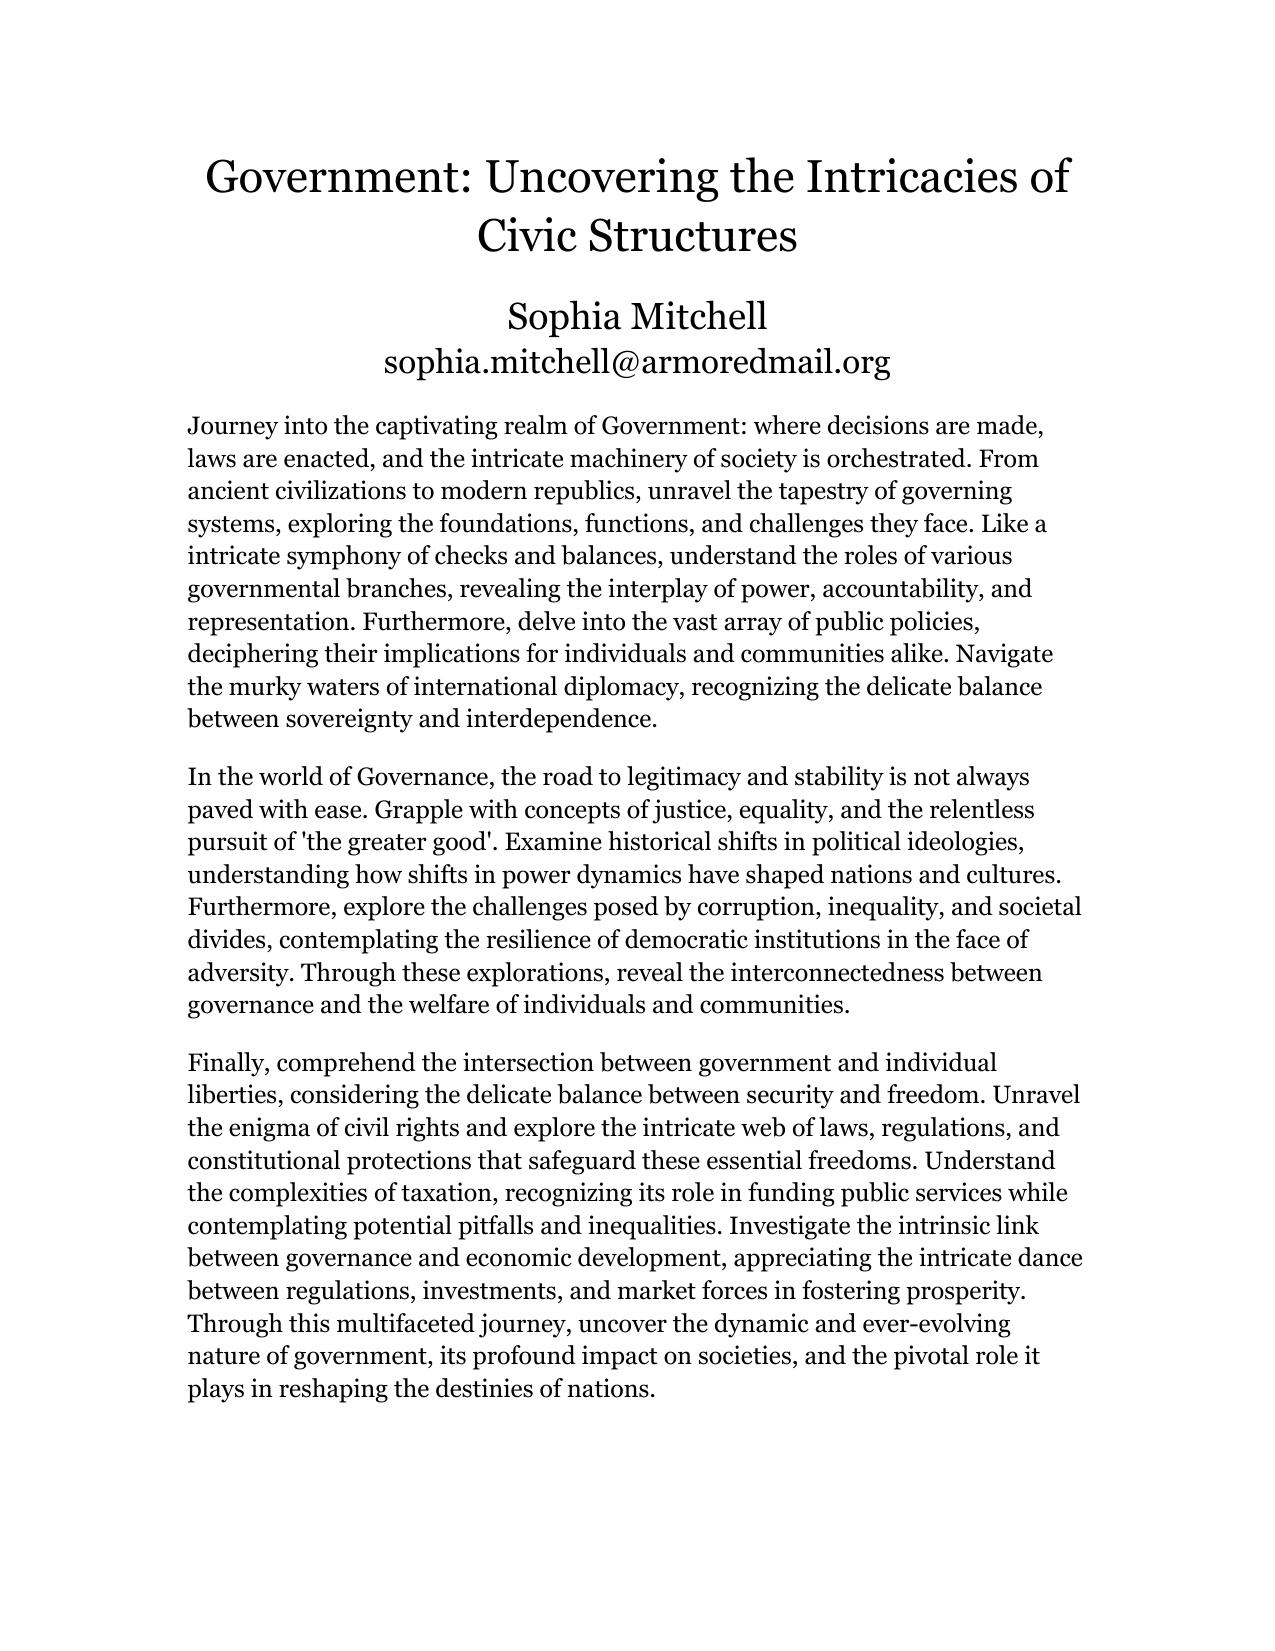 Government: Uncovering the Intricacies of
Civic Structures
Sophia Mitchell
sophia.mitchell@armoredmail.org
Journey into the captivating realm of Government: where decisions are made,
laws are enacted, and the intricate machinery of society is orchestrated. From
ancient civilizations to modern republics, unravel the tapestry of governing
systems, exploring the foundations, functions, and challenges they face. Like a
intricate symphony of checks and balances, understand the roles of various
governmental branches, revealing the interplay of power, accountability, and
representation. Furthermore, delve into the vast array of public policies,
deciphering their implications for individuals and communities alike. Navigate
the murky waters of international diplomacy, recognizing the delicate balance
between sovereignty and interdependence.
In the world of Governance, the road to legitimacy and stability is not always
paved with ease. Grapple with concepts of justice, equality, and the relentless
pursuit of 'the greater good'. Examine historical shifts in political ideologies,
understanding how shifts in power dynamics have shaped nations and cultures.
Furthermore, explore the challenges posed by corruption, inequality, and societal
divides, contemplating the resilience of democratic institutions in the face of
adversity. Through these explorations, reveal the interconnectedness between
governance and the welfare of individuals and communities.
Finally, comprehend the intersection between government and individual
liberties, considering the delicate balance between security and freedom. Unravel
the enigma of civil rights and explore the intricate web of laws, regulations, and
constitutional protections that safeguard these essential freedoms. Understand
the complexities of taxation, recognizing its role in funding public services while
contemplating potential pitfalls and inequalities. Investigate the intrinsic link
between governance and economic development, appreciating the intricate dance
between regulations, investments, and market forces in fostering prosperity.
Through this multifaceted journey, uncover the dynamic and ever-evolving
nature of government, its profound impact on societies, and the pivotal role it
plays in reshaping the destinies of nations.